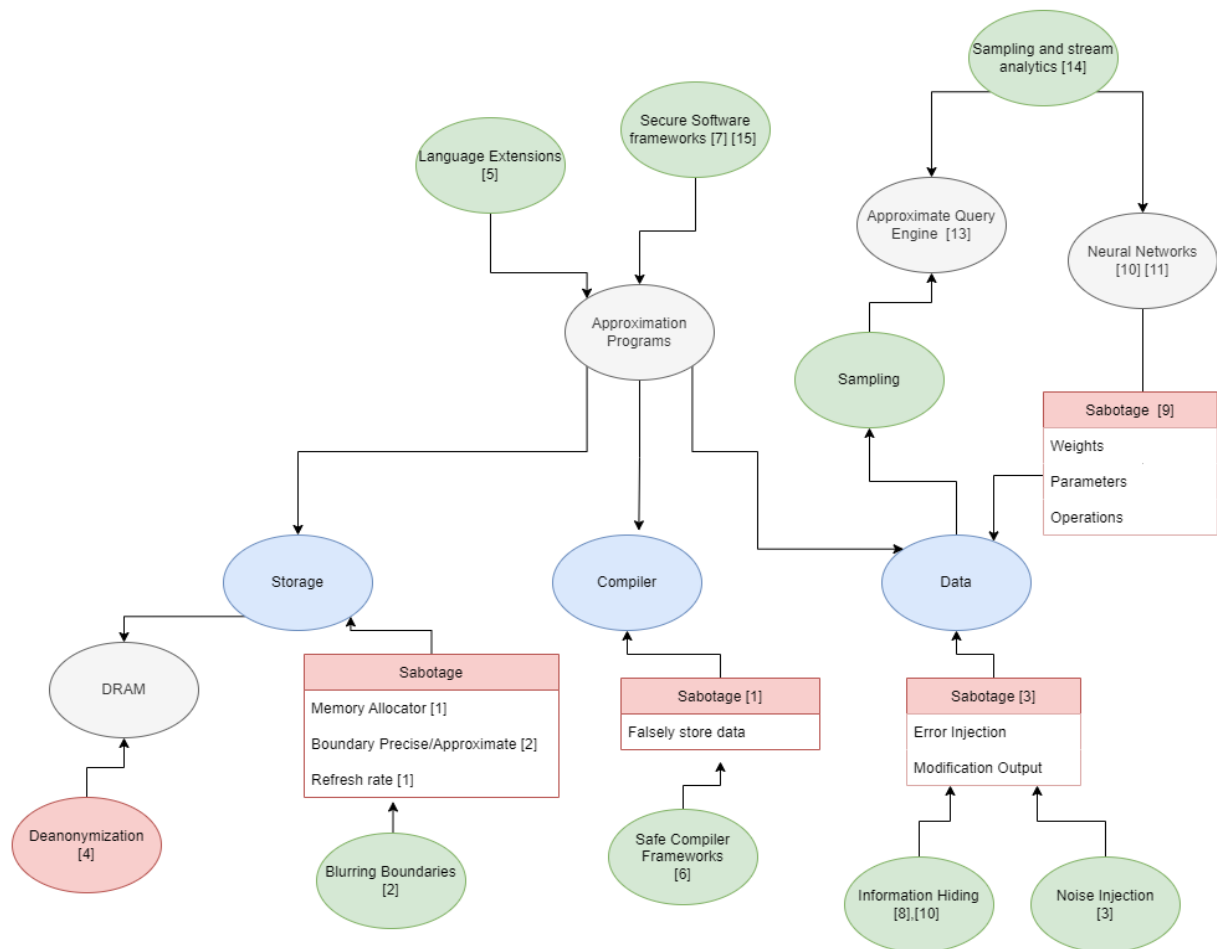 Sampling and stream
analytics [14]
Secure Software
frameworks [7] [15]
Language Extensions
[5]
Approximate Query
Engine [13]
Neural Networks
[10] [11]
Approximation
Programs
Sampling
Sabotage [9]
Weights
Parameters
Operations
Storage
Compiler
Data
DRAM
Sabotage
Memory Allocator [1]
Boundary Precise/Approximate [2]
Refresh rate [1]
Sabotage [1]
Falsely store data
Sabotage [3]
Error Injection
Modification Output
Deanonymization
[4]
Blurring Boundaries
[2]
Safe Compiler
Frameworks
[6]
Information Hiding
[8],[10]
Noise Injection
[3]